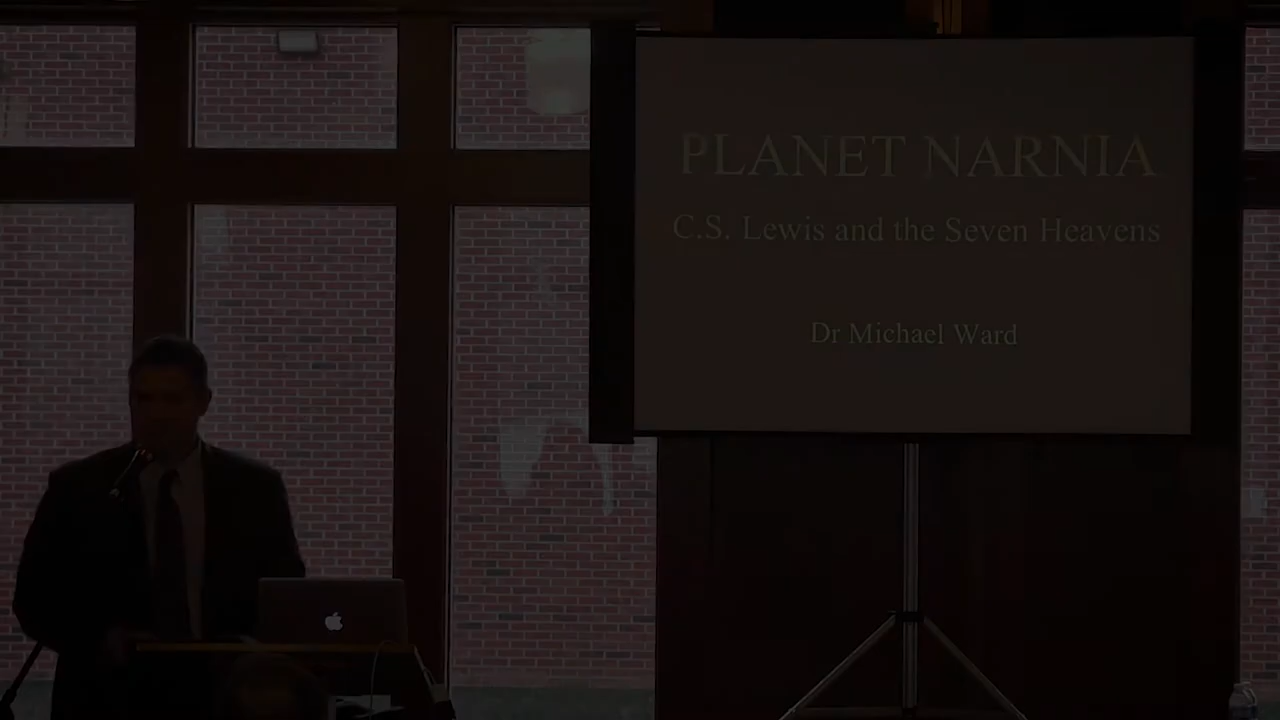 PLANET NARNIA
C.S. Lewis and the Seven Heavens
Dr Michael Ward